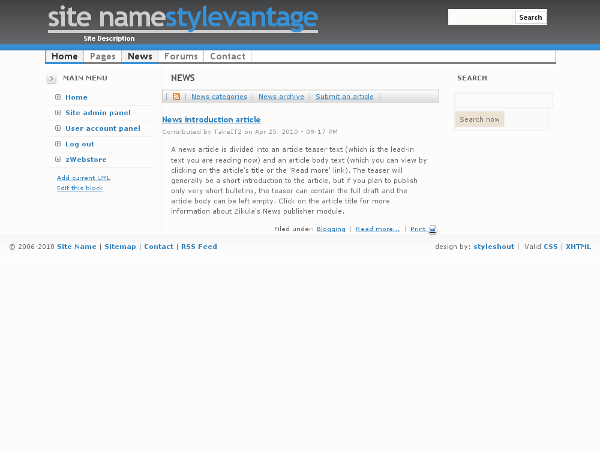 site namestylevantage
Site Description
Search
Home Pages News Forums Contact
MAIN MENU
Home
Site admin panel
User account panel
Log out
zWebstore
Add current URL
Edit this block
NEWS
| | News categories | News archive | Submit an article |
News introduction article
Contributed by TakeIT2 on Apr 25, 2010 - 09:17 PM
A news article is divided into an article teaser text (which is the lead-in
text you are reading now) and an article body text (which you can view by
clicking on the article's title or the 'Read more' link). The teaser will
generally be a short introduction to the article, but if you plan to publish
only very short bulletins, the teaser can contain the full draft and the
article body can be left empty. Click on the article title for more
information about Zikula's News publisher module.
Filed under: Blogging | Read more... | Print
SEARCH
Search now
© 2006-2010 Site Name | Sitemap | Contact | RSS Feed
design by: styleshout | Valid CSS | XHTML